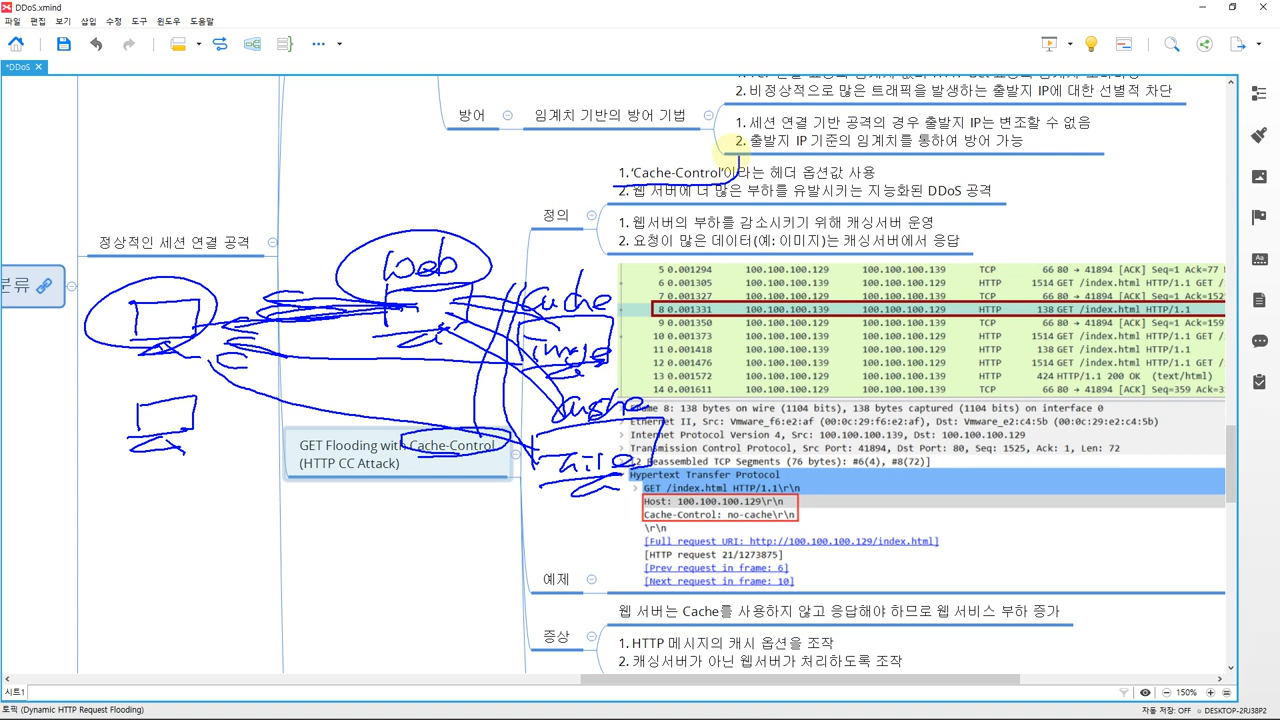 DDoS.xmind
파일 편집 보기 삽입 수정 도구 윈도우 도움말
*DDoS
2. 비정상적으로 많은 트래픽을 발생하는 출발지 IP에 대한 선별적 차단
방어
임계치 기반의 방어 기법
1. 세션 연결 기반 공격의 경우 출발지 IP는 변조할 수 없음
2. 출발지 IP 기준의 임계치를 통하여 방어 가능
1. 'Cache-Control'이라는 헤더 옵션값 사용
2. 웹 서버에 더 많은 부하를 유발시키는 지능화된 DDoS 공격
정의
1. 웹서버의 부하를 감소시키기 위해 캐싱서버 운영
2. 요청이 많은 데이터(예: 이미지)는 캐싱서버에서 응답
정상적인 세션 연결 공격
분류
Web
Cache
5 0.001294 100.100.100.129 100.100.100.139 TCP 66 80 → 41894 [ACK] Seq=1 Ack=77
6 0.001305 100.100.100.139 100.100.100.129 HTTP 1514 GET /index.html HTTP/1.1 GET /
7 0.001327 100.100.100.129 100.100.100.139 TCP 66 80 → 41894 [ACK] Seq=1 Ack=152
8 0.001331 100.100.100.139 100.100.100.129 HTTP 138 GET /index.html HTTP/1.1
9 0.001350 100.100.100.129 100.100.100.139 TCP 66 80 → 41894 [ACK] Seq=1 Ack=159
10 0.001373 100.100.100.139 100.100.100.129 HTTP 1514 GET /index.html HTTP/1.1 GET /
11 0.001418 100.100.100.139 100.100.100.129 HTTP 138 GET /index.html HTTP/1.1
12 0.001476 100.100.100.139 100.100.100.129 HTTP 1514 GET /index.html HTTP/1.1 GET /
13 0.001572 100.100.100.129 100.100.100.139 HTTP 424 HTTP/1.1 200 OK (text/html)
14 0.001611 100.100.100.139 100.100.100.129 TCP 66 80 → 41894 [ACK] Seq=359 Ack=
Frame 8: 138 bytes on wire (1104 bits), 138 bytes captured (1104 bits) on interface 0
Ethernet II, Src: Vmware_f6:e2:af (00:0c:29:f6:e2:af), Dst: Vmware_e2:c4:5b (00:0c:29:e2:c4:5b)
Internet Protocol Version 4, Src: 100.100.100.139, Dst: 100.100.100.129
Transmission Control Protocol, Src Port: 41894, Dst Port: 80, Seq: 1525, Ack: 1, Len: 72
[2 Reassembled TCP Segments (76 bytes): #6(4), #8(72)]
Hypertext Transfer Protocol
GET /index.html HTTP/1.1\r\n
Host: 100.100.100.129\r\n
Cache-Control: no-cache\r\n
\r\n
[Full request URI: http://100.100.100.129/index.html]
[HTTP request 21/1273875]
[Prev request in frame: 6]
[Next request in frame: 10]
GET Flooding with Cache-Control
(HTTP CC Attack)
예제
웹 서버는 Cache를 사용하지 않고 응답해야 하므로 웹 서비스 부하 증가
증상
1. HTTP 메시지의 캐시 옵션을 조작
2. 캐싱서버가 아닌 웹서버가 처리하도록 조작
시트1
150%
토픽 (Dynamic HTTP Request Flooding)
자동 저장: OFF DESKTOP-2RJ38P2